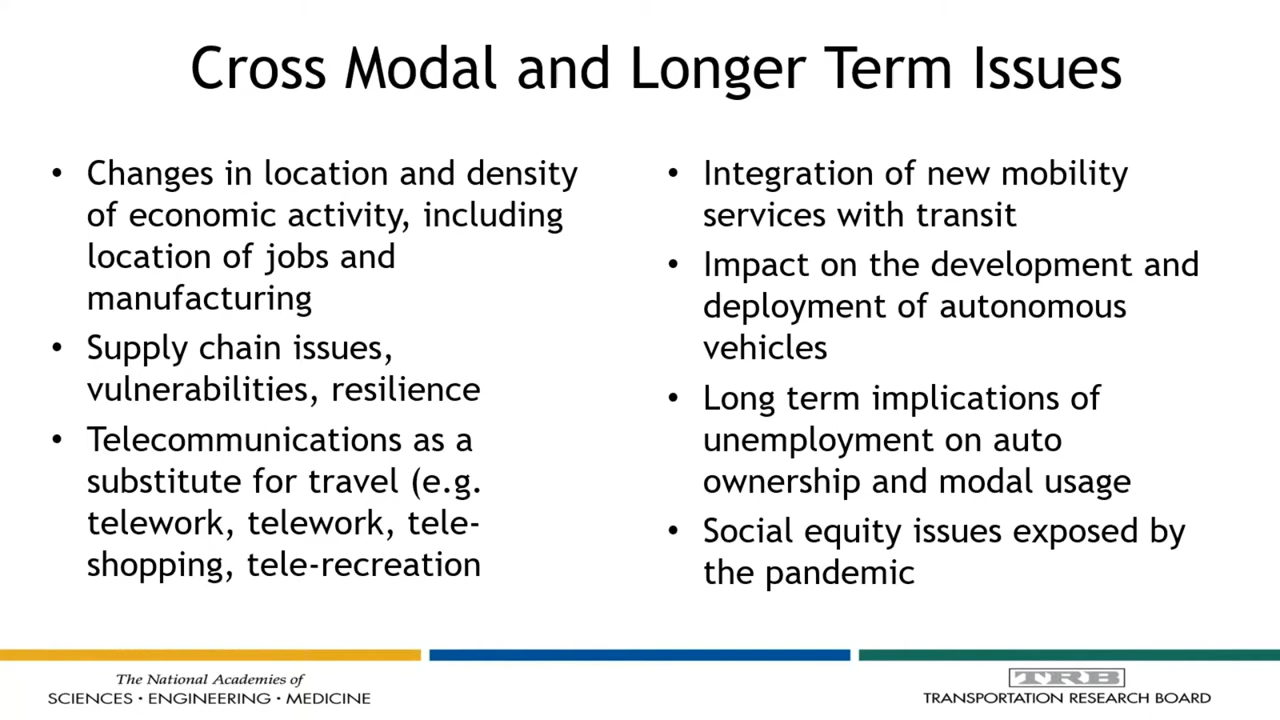 Cross Modal and Longer Term Issues
• Changes in location and density
of economic activity, including
location of jobs and
manufacturing
• Supply chain issues,
vulnerabilities, resilience
• Telecommunications as a
substitute for travel (e.g.
telework, telework, tele-
shopping, tele-recreation
• Integration of new mobility
services with transit
• Impact on the development and
deployment of autonomous
vehicles
• Long term implications of
unemployment on auto
ownership and modal usage
• Social equity issues exposed by
the pandemic
The National Academies of
SCIENCES • ENGINEERING • MEDICINE
TRB
TRANSPORTATION RESEARCH BOARD